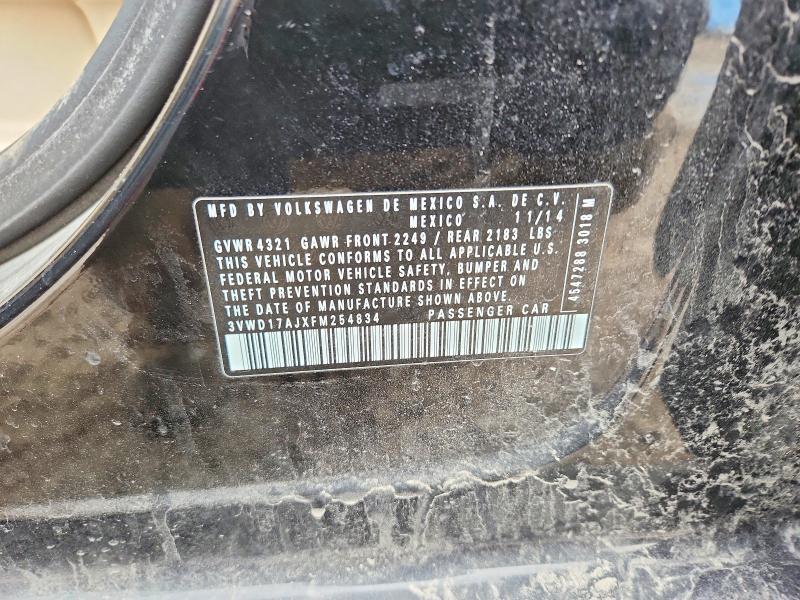 MFD BY VOLKSWAGEN DE MEXICO S.A. DE C.V.
MEXICO 11/14
GVWR 4321 GAWR FRONT 2249 / REAR 2183 LBS
THIS VEHICLE CONFORMS TO ALL APPLICABLE U.S.
FEDERAL MOTOR VEHICLE SAFETY, BUMPER AND
THEFT PREVENTION STANDARDS IN EFFECT ON
THE DATE OF MANUFACTURE SHOWN ABOVE.
3VWD17AJXFM254834 PASSENGER CAR
4547288 3018 M